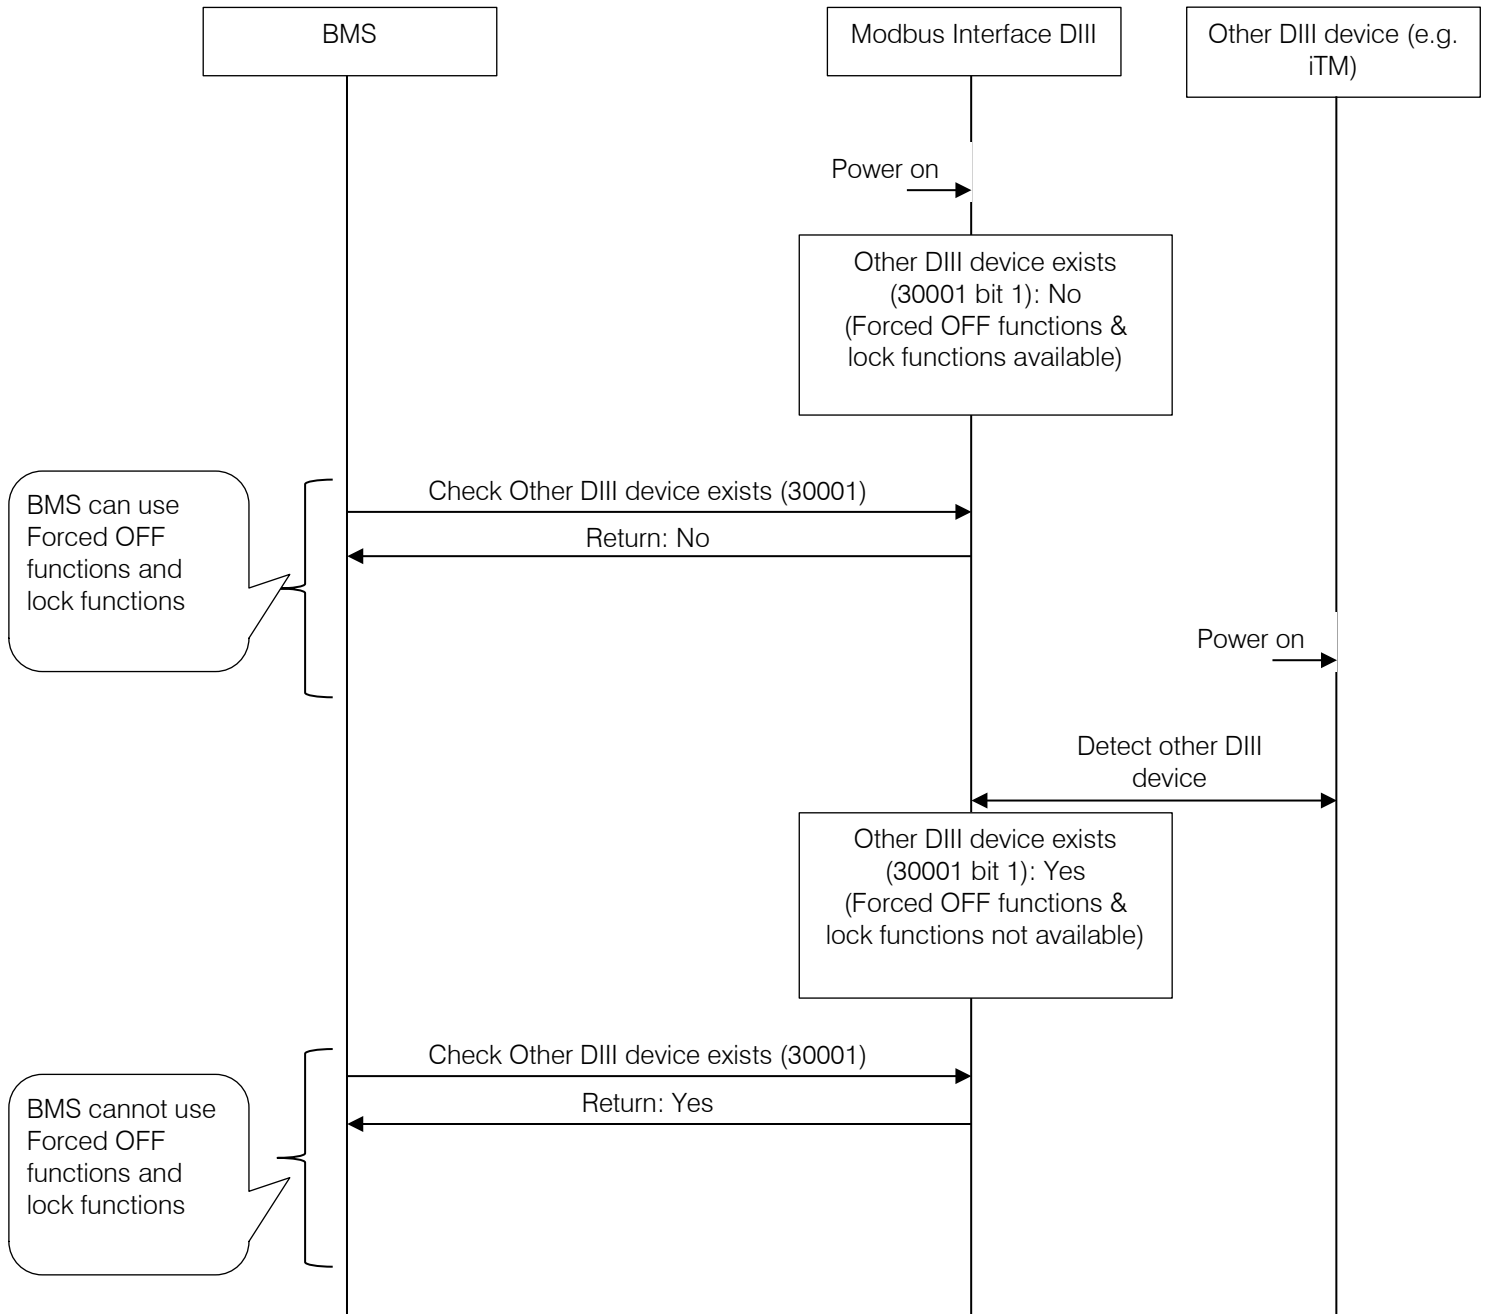 BMS
Modbus Interface DIII
Other DIII device (e.g.
iTM)
Power on
Other DIII device exists
(30001 bit 1): No
(Forced OFF functions &
lock functions available)
BMS can use
Forced OFF
functions and
lock functions
Check Other DIII device exists (30001)
Return: No
Power on
Detect other DIII
device
Other DIII device exists
(30001 bit 1): Yes
(Forced OFF functions &
lock functions not available)
Check Other DIII device exists (30001)
Return: Yes
BMS cannot use
Forced OFF
functions and
lock functions